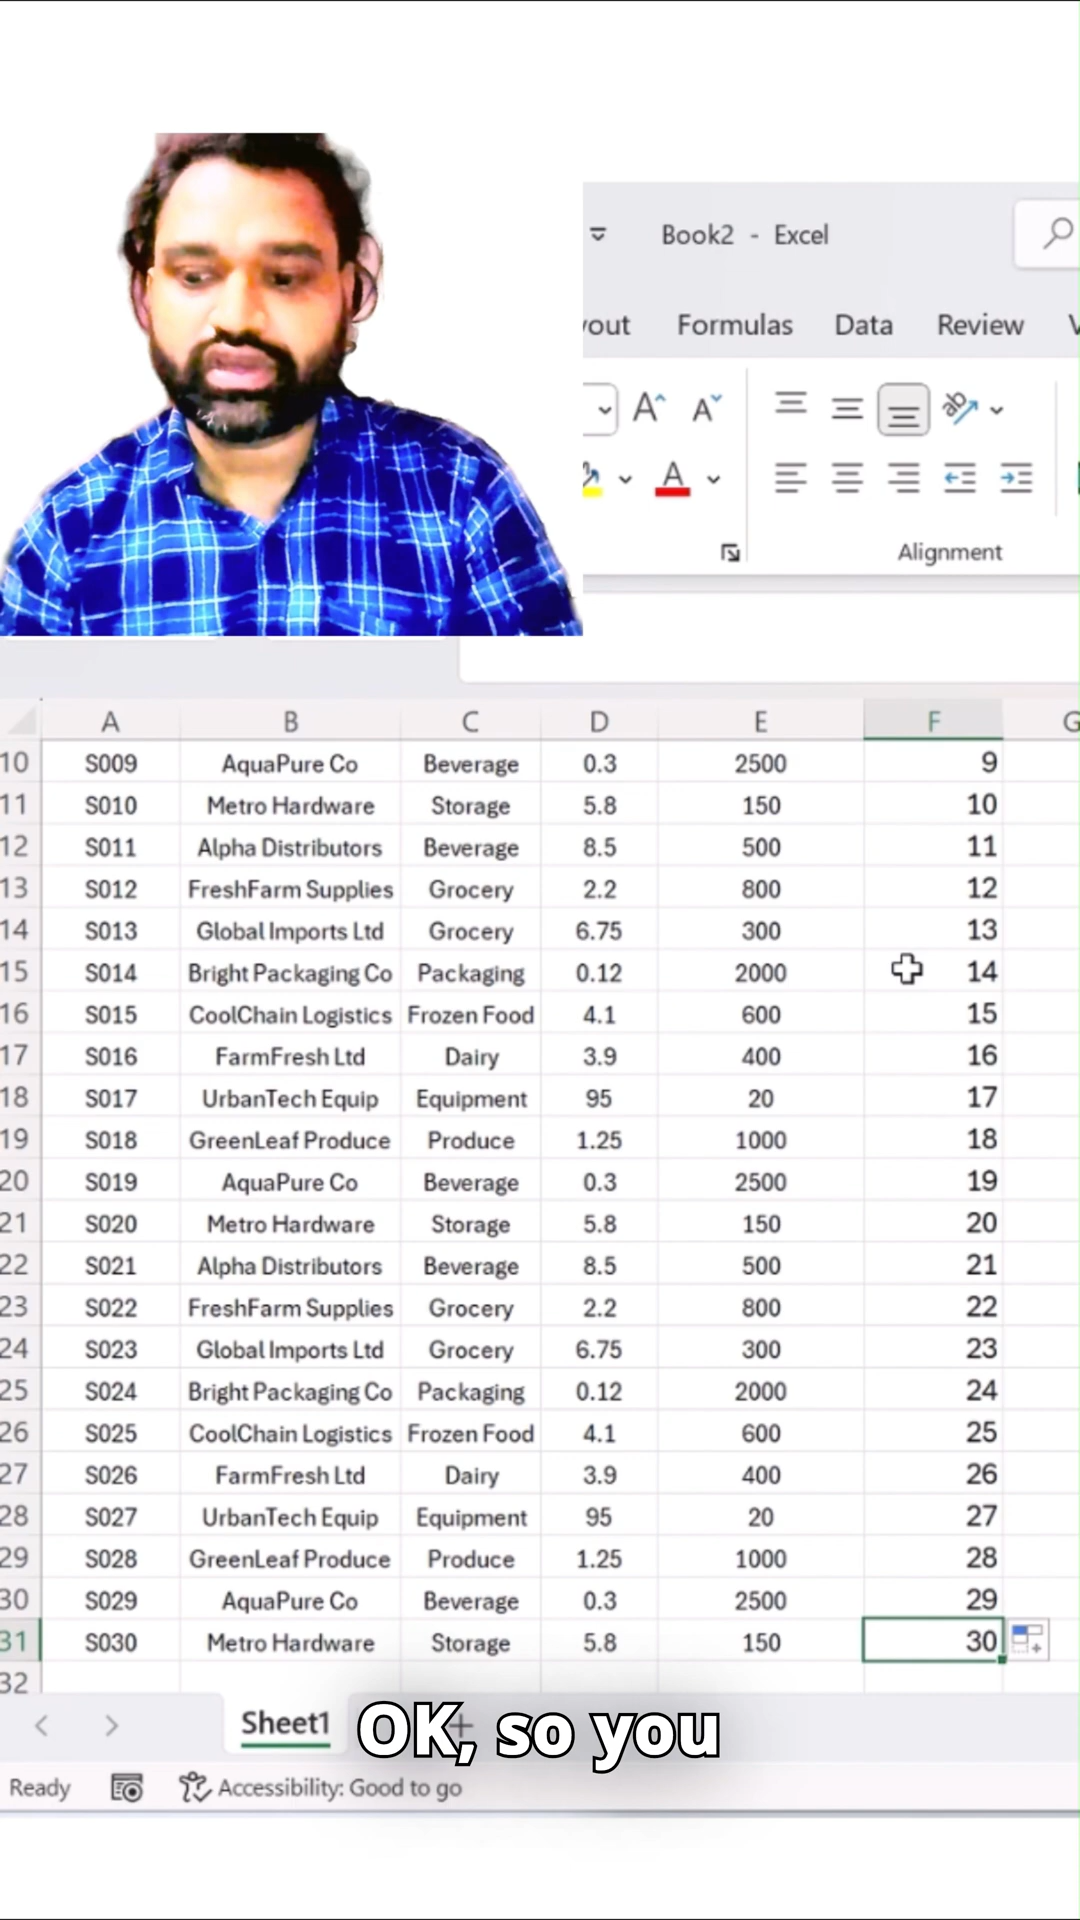 Book2 - Excel
out Formulas Data Review
A A
ab
A
Alignment
A B C D E F G
10 S009 AquaPure Co Beverage 0.3 2500 9
11 S010 Metro Hardware Storage 5.8 150 10
12 S011 Alpha Distributors Beverage 8.5 500 11
13 S012 FreshFarm Supplies Grocery 2.2 800 12
14 S013 Global Imports Ltd Grocery 6.75 300 13
15 S014 Bright Packaging Co Packaging 0.12 2000 14
16 S015 CoolChain Logistics Frozen Food 4.1 600 15
17 S016 FarmFresh Ltd Dairy 3.9 400 16
18 S017 UrbanTech Equip Equipment 95 20 17
19 S018 GreenLeaf Produce Produce 1.25 1000 18
20 S019 AquaPure Co Beverage 0.3 2500 19
21 S020 Metro Hardware Storage 5.8 150 20
22 S021 Alpha Distributors Beverage 8.5 500 21
23 S022 FreshFarm Supplies Grocery 2.2 800 22
24 S023 Global Imports Ltd Grocery 6.75 300 23
25 S024 Bright Packaging Co Packaging 0.12 2000 24
26 S025 CoolChain Logistics Frozen Food 4.1 600 25
27 S026 FarmFresh Ltd Dairy 3.9 400 26
28 S027 UrbanTech Equip Equipment 95 20 27
29 S028 GreenLeaf Produce Produce 1.25 1000 28
30 S029 AquaPure Co Beverage 0.3 2500 29
31 S030 Metro Hardware Storage 5.8 150 30
32
Sheet1
OK, so you
Ready Accessibility: Good to go